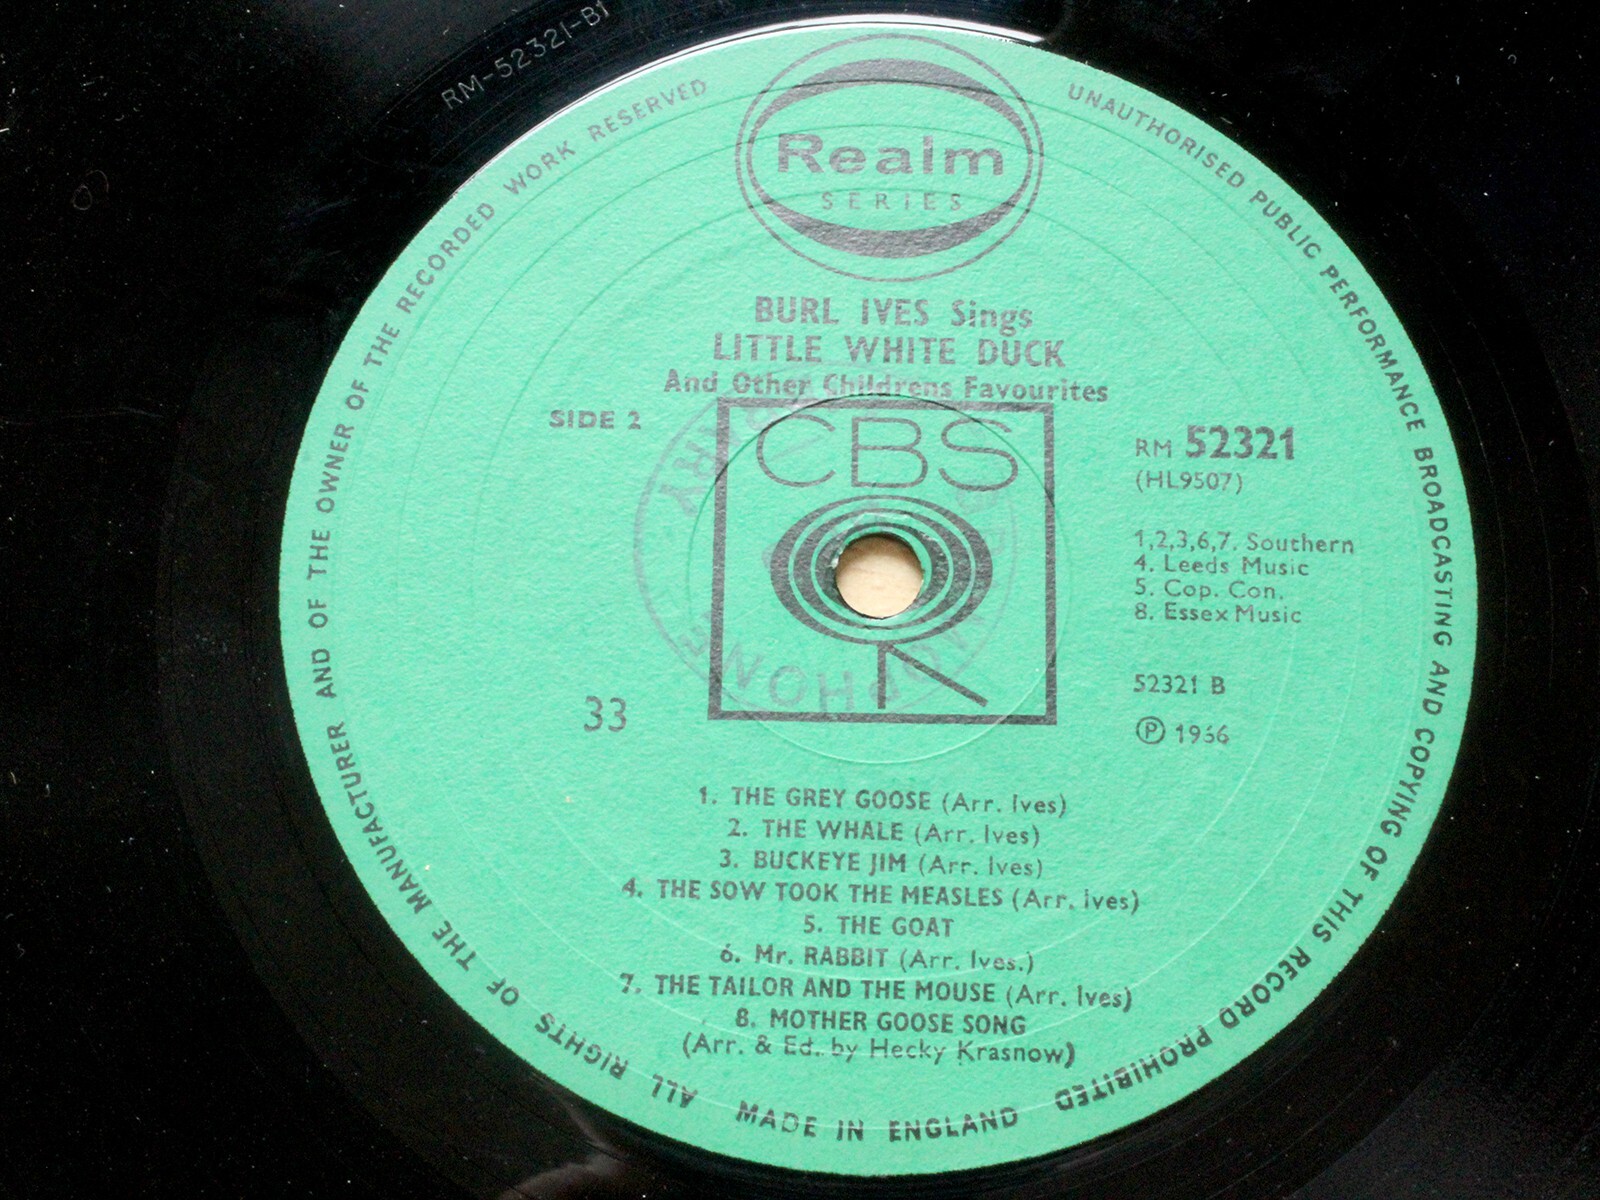 RM-52321-B1
ALL RIGHTS OF THE MANUFACTURER AND OF THE OWNER OF THE RECORDED WORK RESERVED
UNAUTHORISED PUBLIC PERFORMANCE BROADCASTING AND COPYING OF THIS RECORD PROHIBITED
Realm
SERIES
BURL IVES Sings
LITTLE WHITE DUCK
And Other Childrens Favourites
SIDE 2
CBS
R
RM 52321
(HL9507)
1,2,3,6,7. Southern
4. Leeds Music
5. Cop. Con.
8. Essex Music
52321 B
Ⓟ 1966
33
1. THE GREY GOOSE (Arr. Ives)
2. THE WHALE (Arr. Ives)
3. BUCKEYE JIM (Arr. Ives)
4. THE SOW TOOK THE MEASLES (Arr. Ives)
5. THE GOAT
6. Mr. RABBIT (Arr. Ives.)
7. THE TAILOR AND THE MOUSE (Arr. Ives)
8. MOTHER GOOSE SONG
(Arr. & Ed. by Hecky Krasnow)
MADE IN ENGLAND